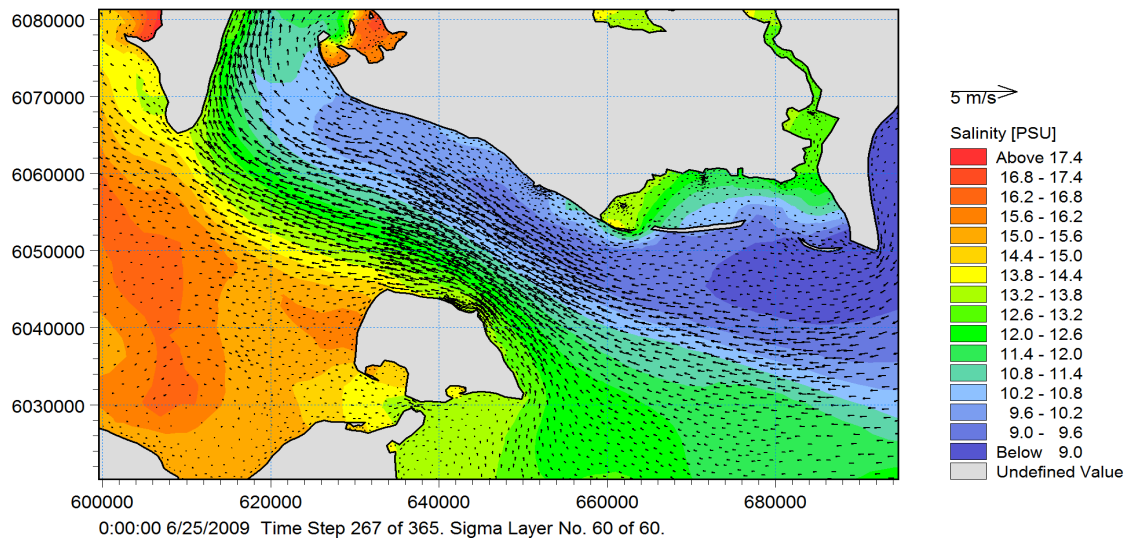 6080000
6070000
6060000
6050000
6040000
6030000
600000 620000 640000 660000 680000
0:00:00 6/25/2009 Time Step 267 of 365. Sigma Layer No. 60 of 60.
5 m/s
Salinity [PSU]
Above 17.4
16.8 - 17.4
16.2 - 16.8
15.6 - 16.2
15.0 - 15.6
14.4 - 15.0
13.8 - 14.4
13.2 - 13.8
12.6 - 13.2
12.0 - 12.6
11.4 - 12.0
10.8 - 11.4
10.2 - 10.8
9.6 - 10.2
9.0 - 9.6
Below 9.0
Undefined Value